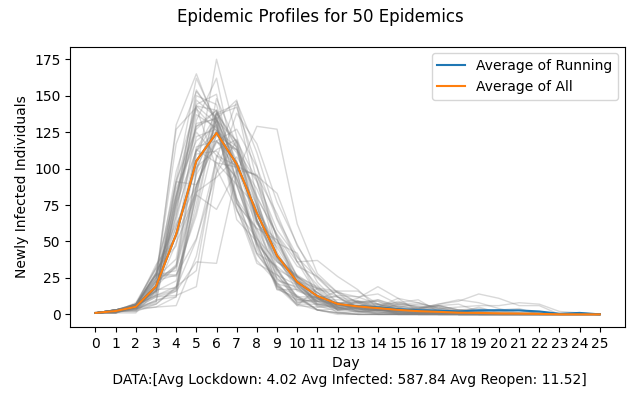 Epidemic Profiles for 50 Epidemics
Average of Running
Average of All
Newly Infected Individuals
175
150
125
100
75
50
25
0
0 1 2 3 4 5 6 7 8 9 10 11 12 13 14 15 16 17 18 19 20 21 22 23 24 25
Day
DATA:[Avg Lockdown: 4.02 Avg Infected: 587.84 Avg Reopen: 11.52]